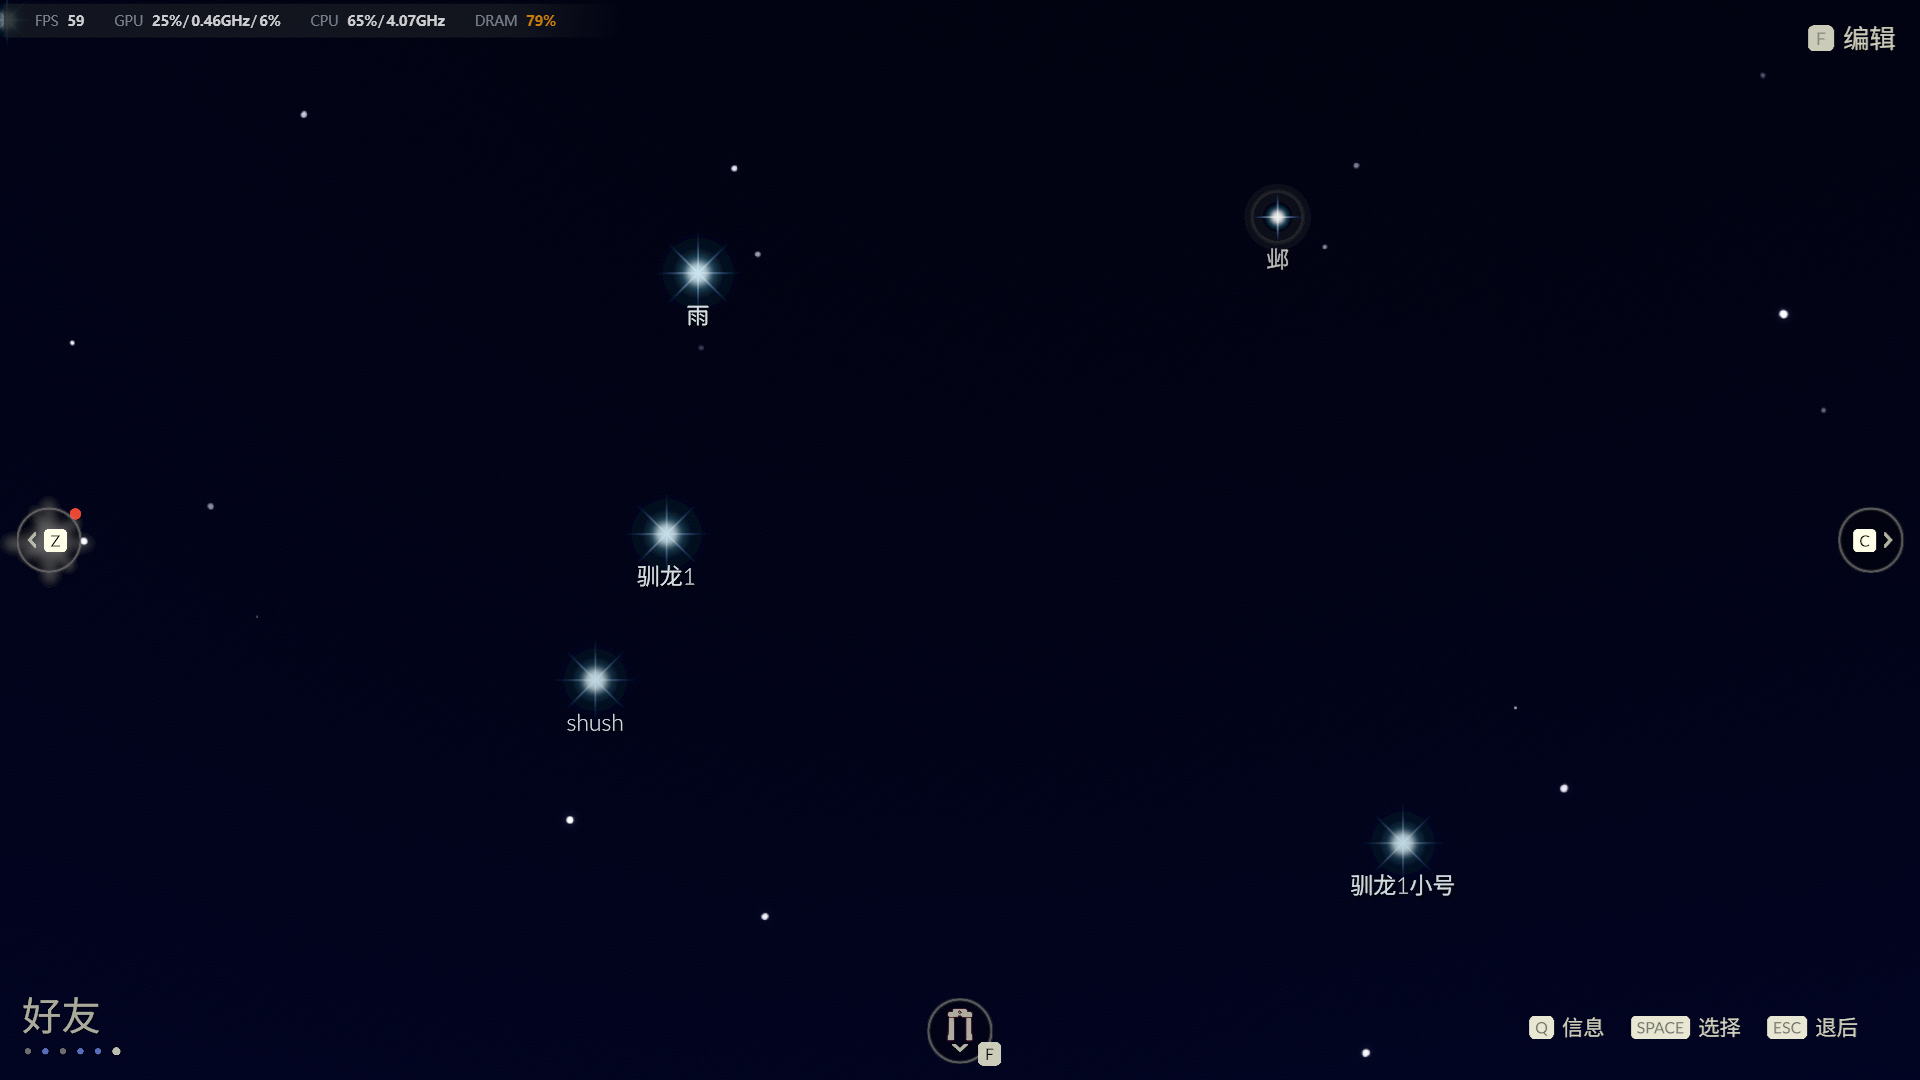 FPS 59 GPU 25%/0.46GHz/6% CPU 65%/4.07GHz DRAM 79%
F 编辑
邺
雨
Z
C
驯龙1
shush
驯龙1小号
好友
F
Q 信息 SPACE 选择 ESC 退后